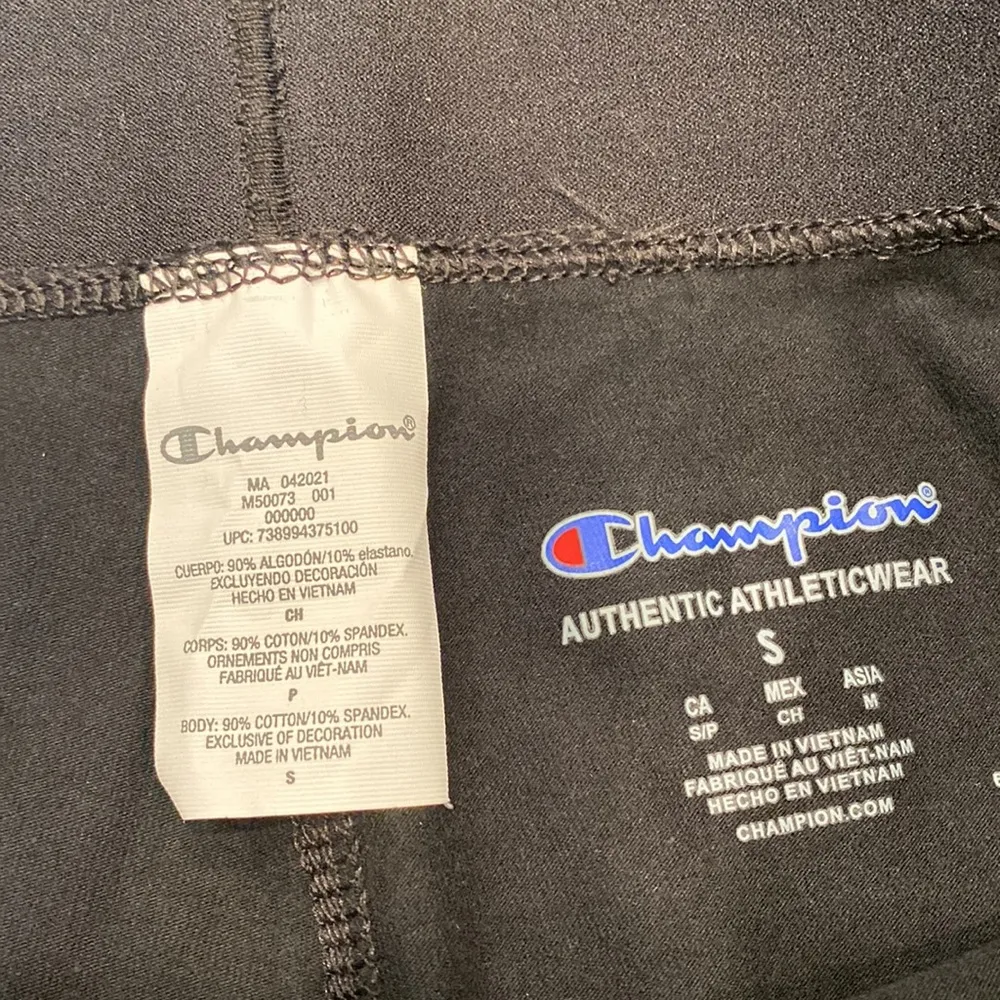 Champion®
MA 042021
M50073 001
000000
UPC: 738994375100
CUERPO: 90% ALGODÓN/10% elastano.
EXCLUYENDO DECORACIÓN
HECHO EN VIETNAM
CH
CORPS: 90% COTON/10% SPANDEX.
ORNEMENTS NON COMPRIS
FABRIQUÉ AU VIÊT-NAM
P
BODY: 90% COTTON/10% SPANDEX.
EXCLUSIVE OF DECORATION
MADE IN VIETNAM
S
Champion®
AUTHENTIC ATHLETICWEAR
S
CA MEX ASIA
S/P CH M
MADE IN VIETNAM
FABRIQUÉ AU VIÊT-NAM
HECHO EN VIETNAM
CHAMPION.COM